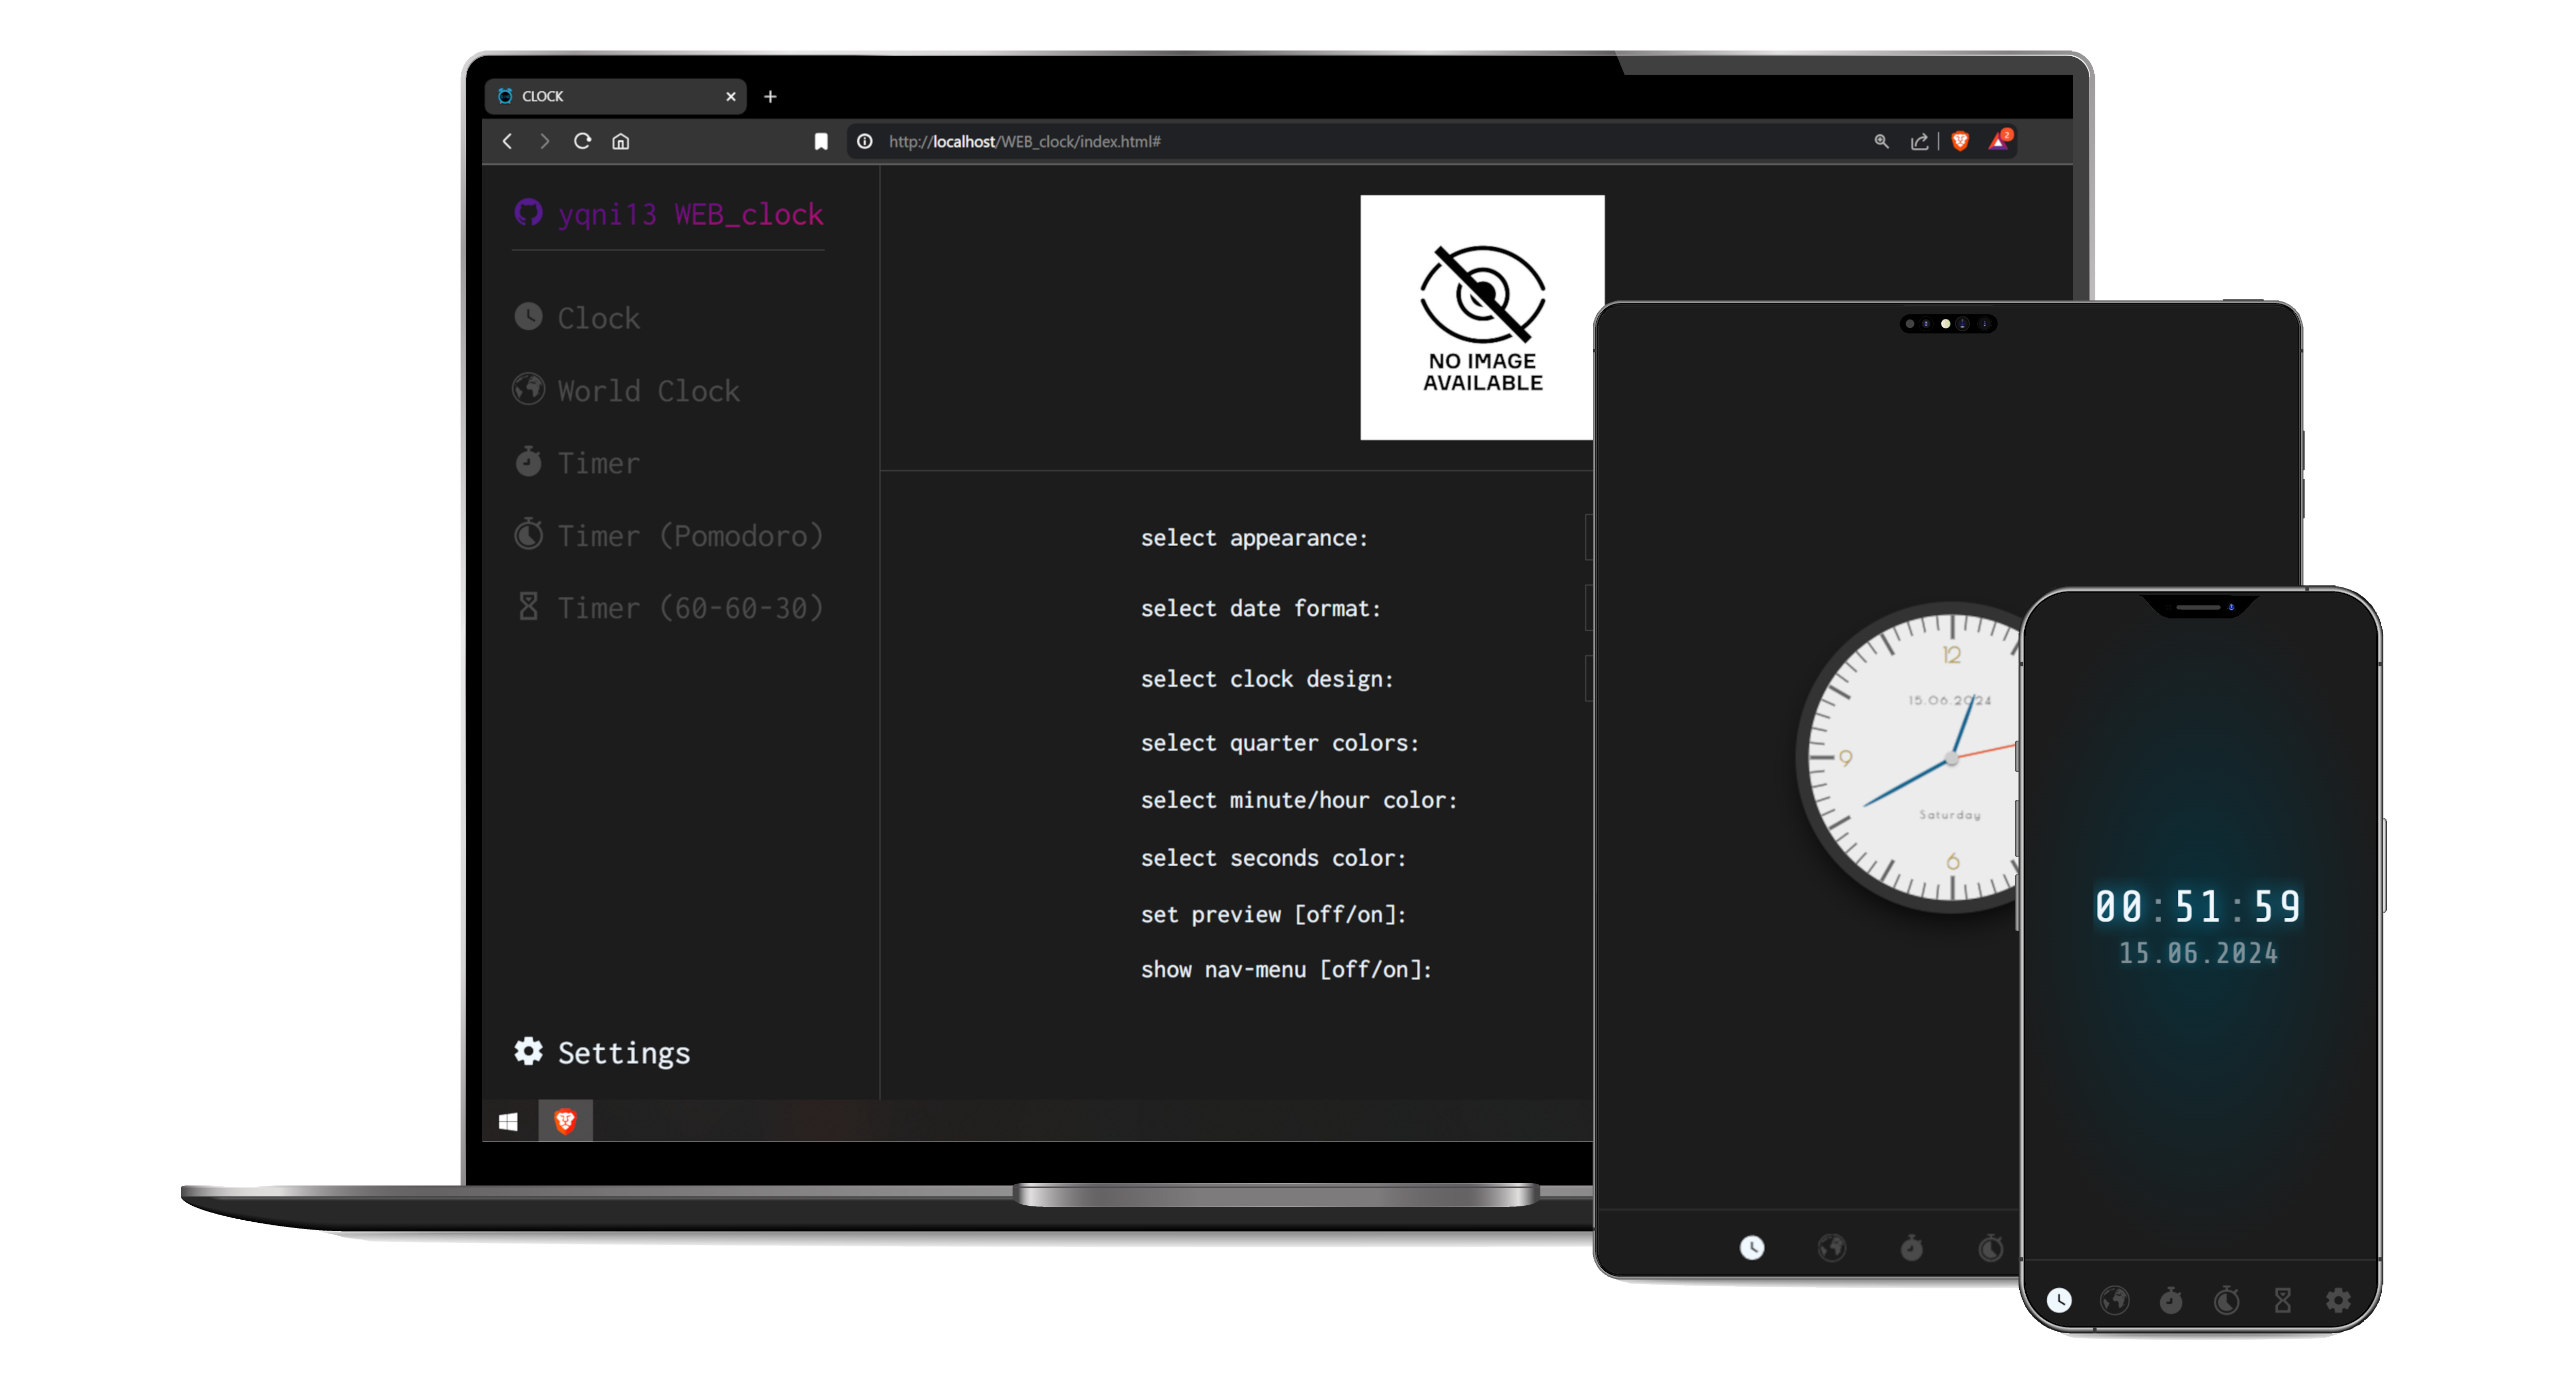 CLOCK
http://localhost/WEB_clock/index.html#
2
yqni13 WEB_clock
Clock
World Clock
Timer
Timer (Pomodoro)
Timer (60-60-30)
Settings
NO IMAGE
AVAILABLE
select appearance:
select date format:
select clock design:
select quarter colors:
select minute/hour color:
select seconds color:
set preview [off/on]:
show nav-menu [off/on]:
12
15.06.2024
9
Saturday
6
00:51:59
15.06.2024